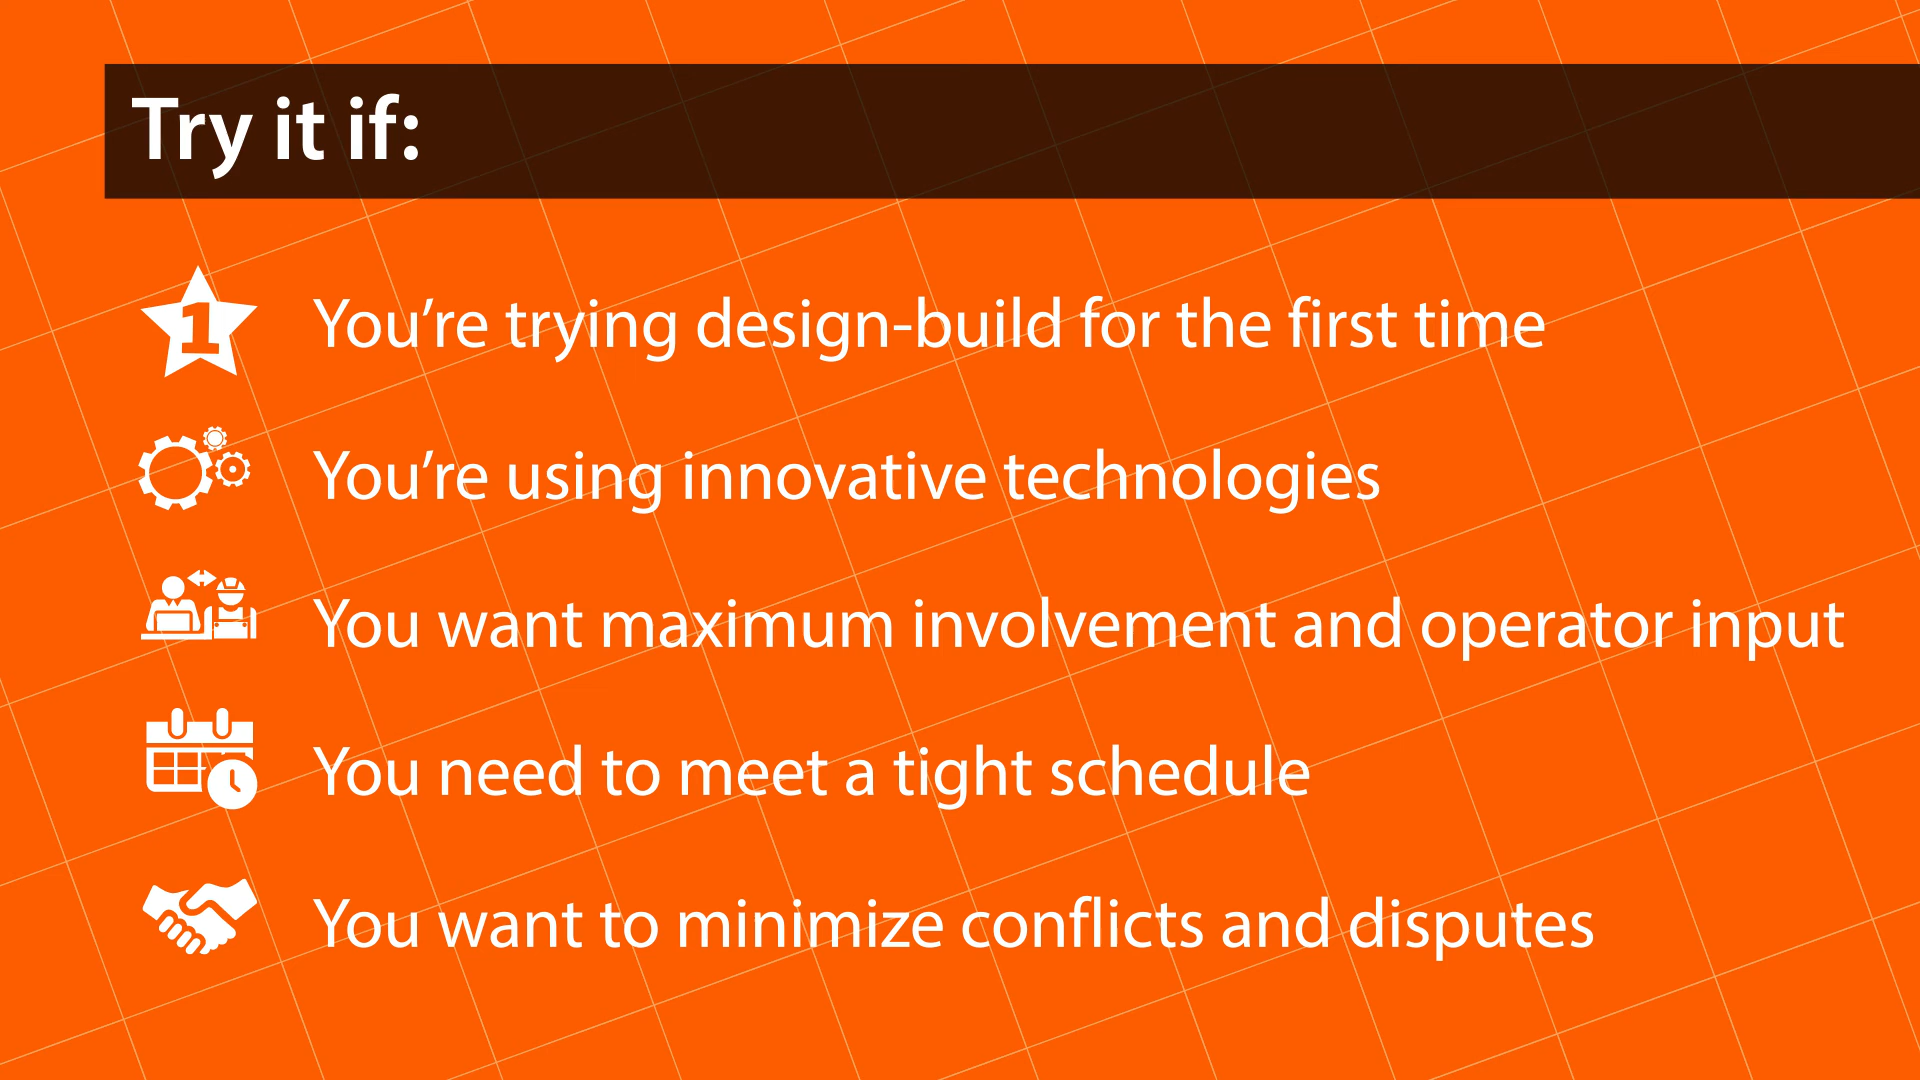 Try it if:
1
You’re trying design-build for the first time
You’re using innovative technologies
You want maximum involvement and operator input
You need to meet a tight schedule
You want to minimize conflicts and disputes